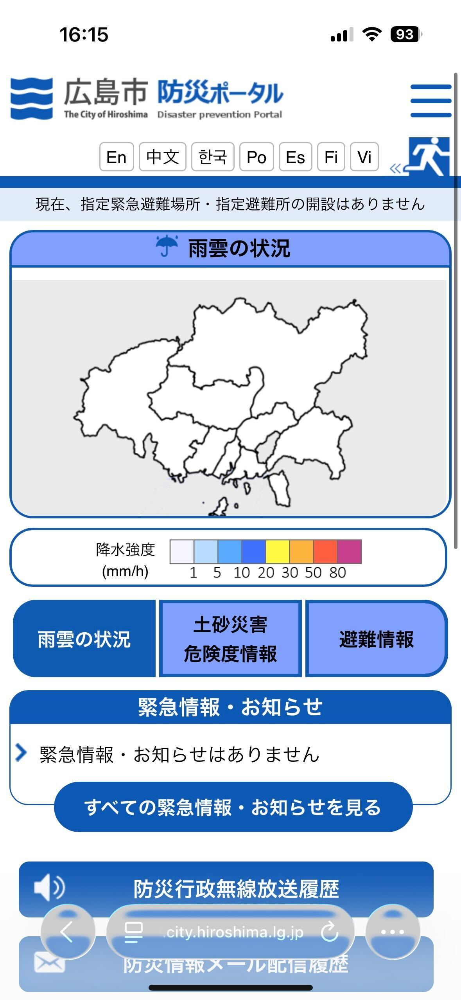 16:15
93
広島市 防災ポータル
The City of Hiroshima Disaster prevention Portal
En 中文 한국 Po Es Fi Vi
現在、指定緊急避難場所・指定避難所の開設はありません
雨雲の状況
降水強度
(mm/h)
1 5 10 20 30 50 80
雨雲の状況
土砂災害
危険度情報
避難情報
緊急情報・お知らせ
緊急情報・お知らせはありません
すべての緊急情報・お知らせを見る
防災行政無線放送履歴
.city.hiroshima.lg.jp
防災情報メール配信履歴